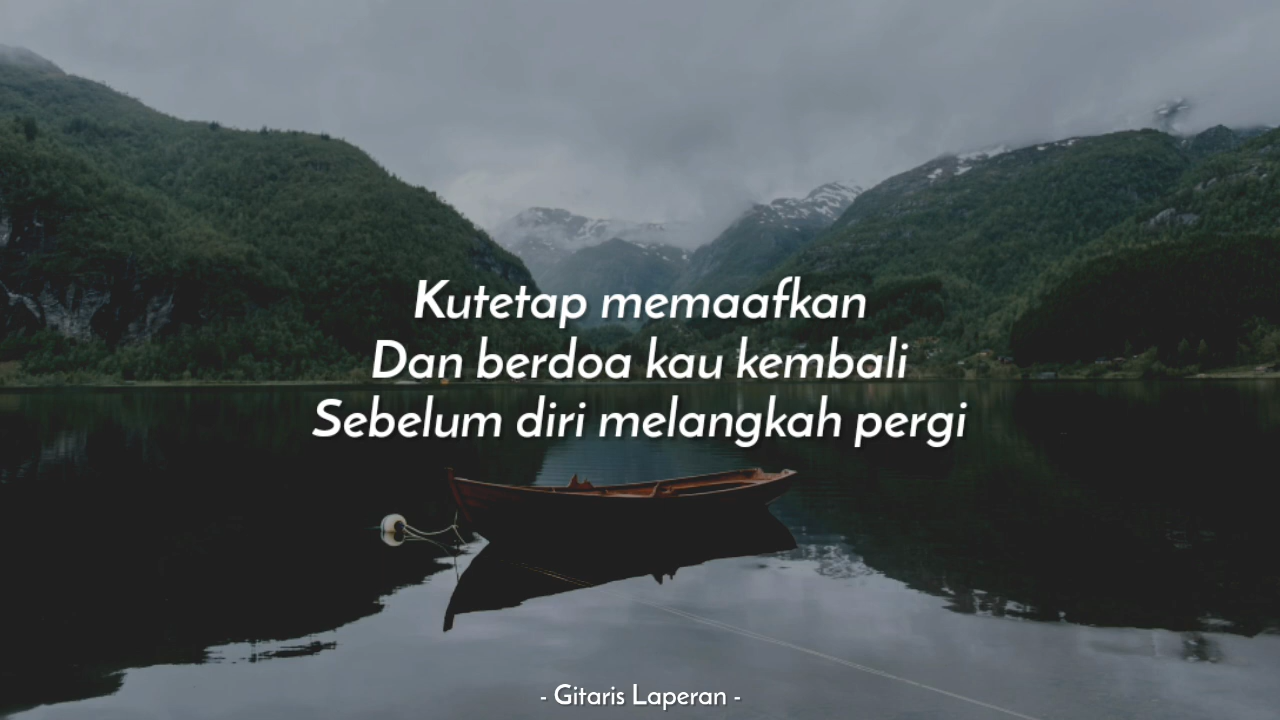 Kutetap memaafkan
Dan berdoa kau kembali
Sebelum diri melangkah pergi
- Gitaris Laperan -